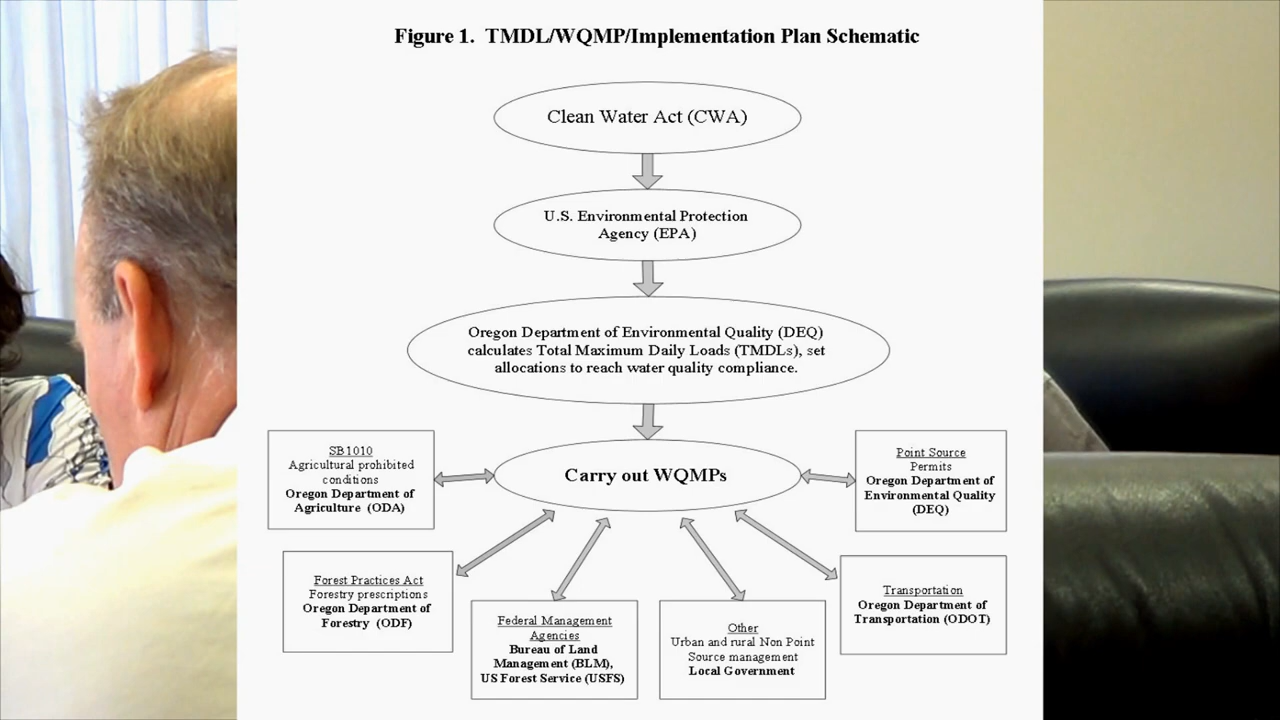 Figure 1. TMDL/WQMP/Implementation Plan Schematic
Clean Water Act (CWA)
U.S. Environmental Protection
Agency (EPA)
Oregon Department of Environmental Quality (DEQ)
calculates Total Maximum Daily Loads (TMDLs), set
allocations to reach water quality compliance.
Carry out WQMPs
SB1010
Agricultural prohibited
conditions
Oregon Department of
Agriculture (ODA)
Point Source
Permits
Oregon Department of
Environmental Quality
(DEQ)
Forest Practices Act
Forestry prescriptions
Oregon Department of
Forestry (ODF)
Federal Management
Agencies
Bureau of Land
Management (BLM),
US Forest Service (USFS)
Other
Urban and rural Non Point
Source management
Local Government
Transportation
Oregon Department of
Transportation (ODOT)